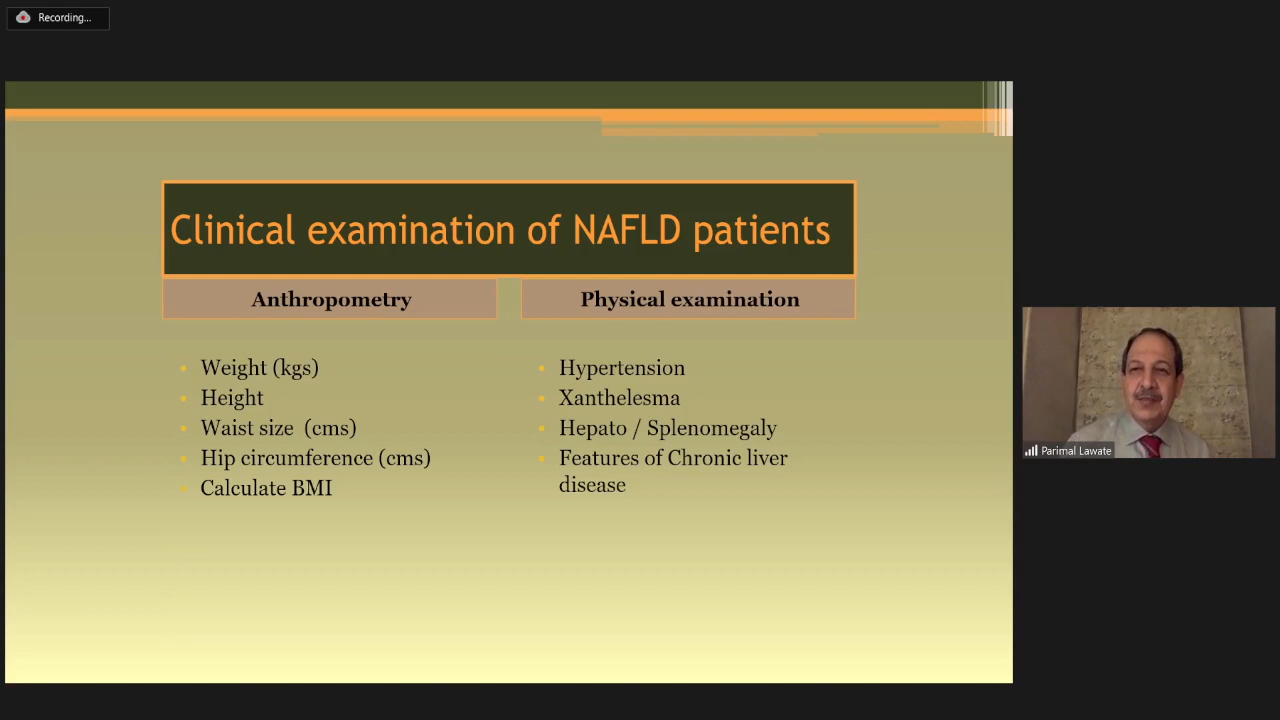 Recording...
Clinical examination of NAFLD patients
Anthropometry
Weight (kgs)
Height
Waist size (cms)
Hip circumference (cms)
Calculate BMI
Physical examination
Hypertension
Xanthelesma
Hepato / Splenomegaly
Features of Chronic liver
disease
Parimal Lawate